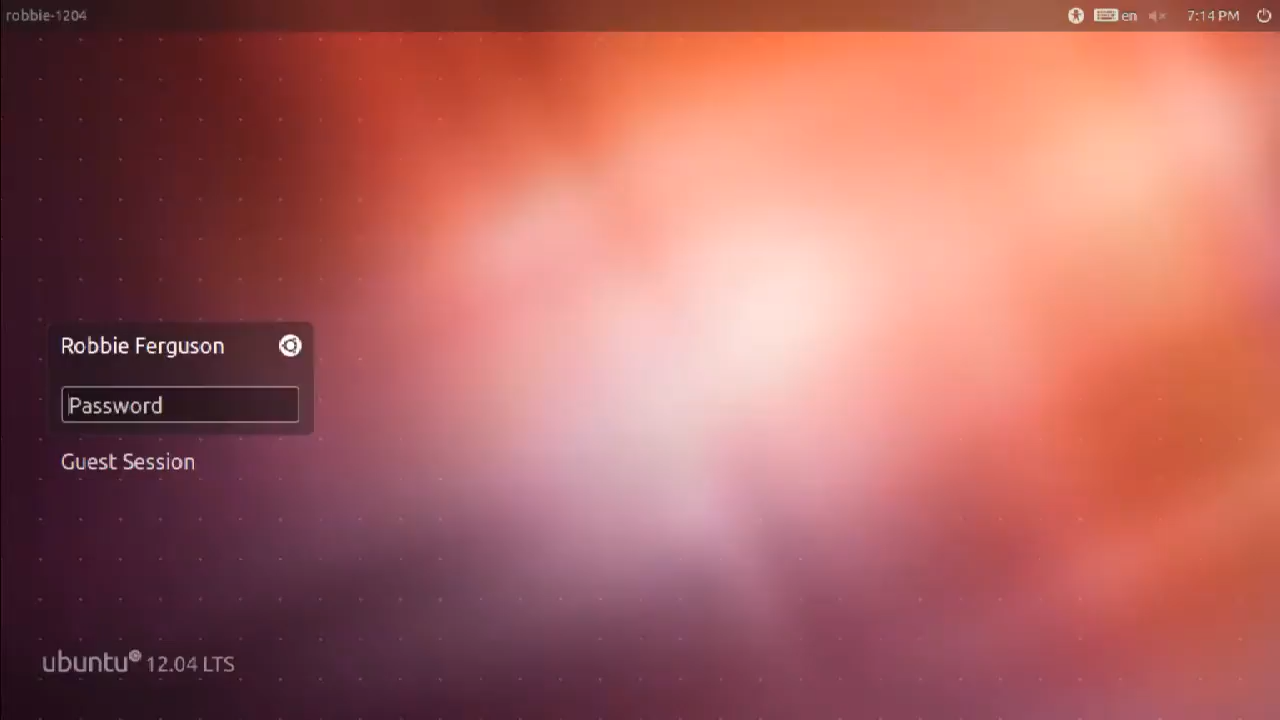 robbie-1204
en
7:14 PM
Robbie Ferguson
Password
Guest Session
ubuntu 12.04 LTS